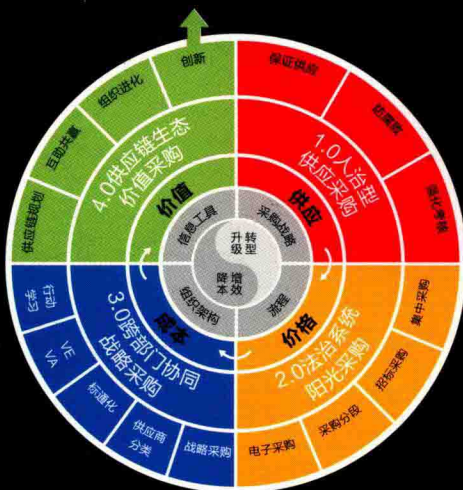 创新
组织进化
互助共赢
供应链规划
4.0供应链生态
价值采购
价值
保证供应
防腐败
强化考核
1.0人治型
供应采购
供应
集中采购
招标采购
采购分段
电子采购
2.0法治系统
阳光采购
价格
战略采购
供应商
分类
标通化
VE
VA
行动
学习
3.0跨部门协同
战略采购
成本
信息工具
采购战略
流程
组织架构
转型
升级
增效
降本